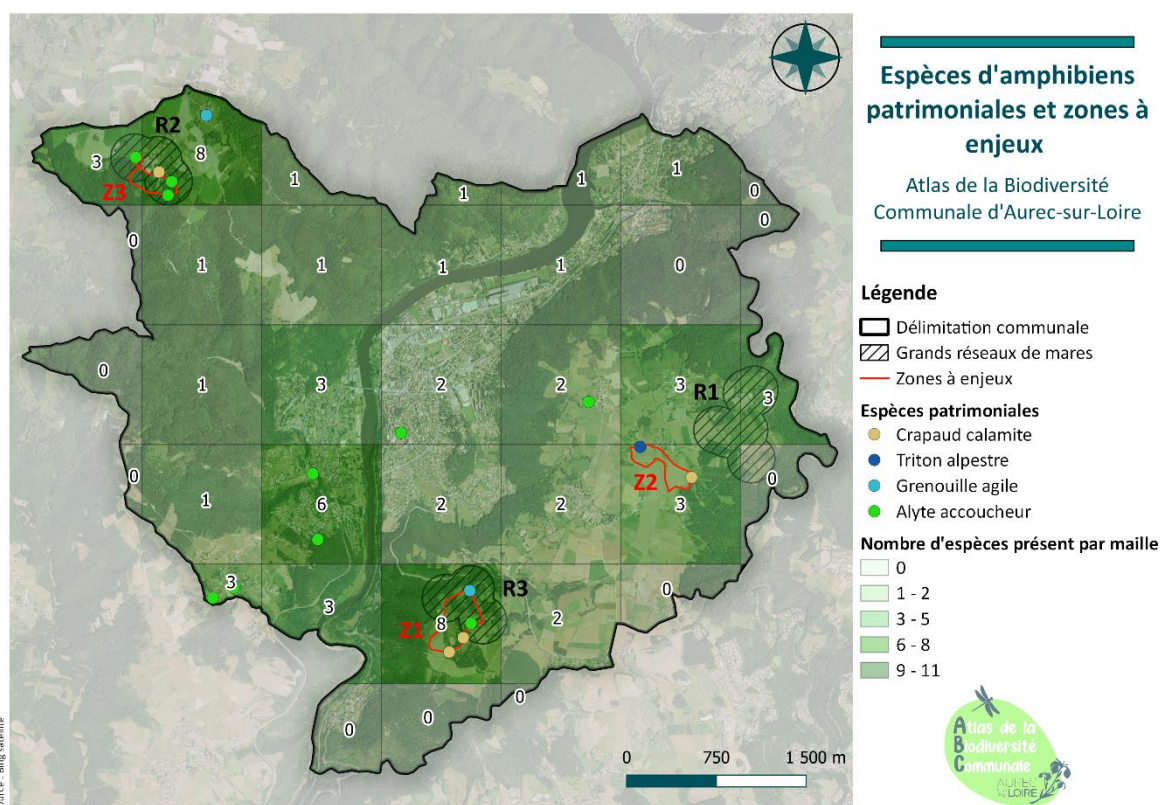 Espèces d'amphibiens
patrimoniales et zones à
enjeux
Atlas de la Biodiversité
Communale d'Aurec-sur-Loire
Légende
Délimitation communale
Grands réseaux de mares
Zones à enjeux
Espèces patrimoniales
Crapaud calamite
Triton alpestre
Grenouille agile
Alyte accoucheur
Nombre d'espèces présent par maille
0
1 - 2
3 - 5
6 - 8
9 - 11
R2
3
8
Z3
1
1
1
1
0
0
0
1
1
1
1
0
0
1
3
2
2
3
R1
3
0
1
6
2
2
Z2
3
0
3
3
Z1
8
R3
2
0
0
0
0
0 750 1 500 m
Atlas de la
Biodiversité
Communale
AUREC
LOIRE